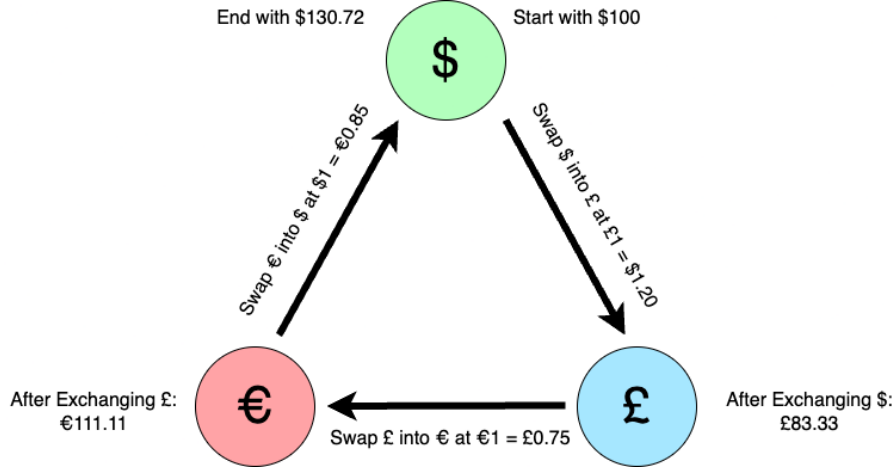 End with $130.72
Start with $100
$
Swap € into $ at $1 = €0.85
Swap $ into £ at £1 = $1.20
After Exchanging £:
€111.11
€
£
After Exchanging $:
£83.33
Swap £ into € at €1 = £0.75